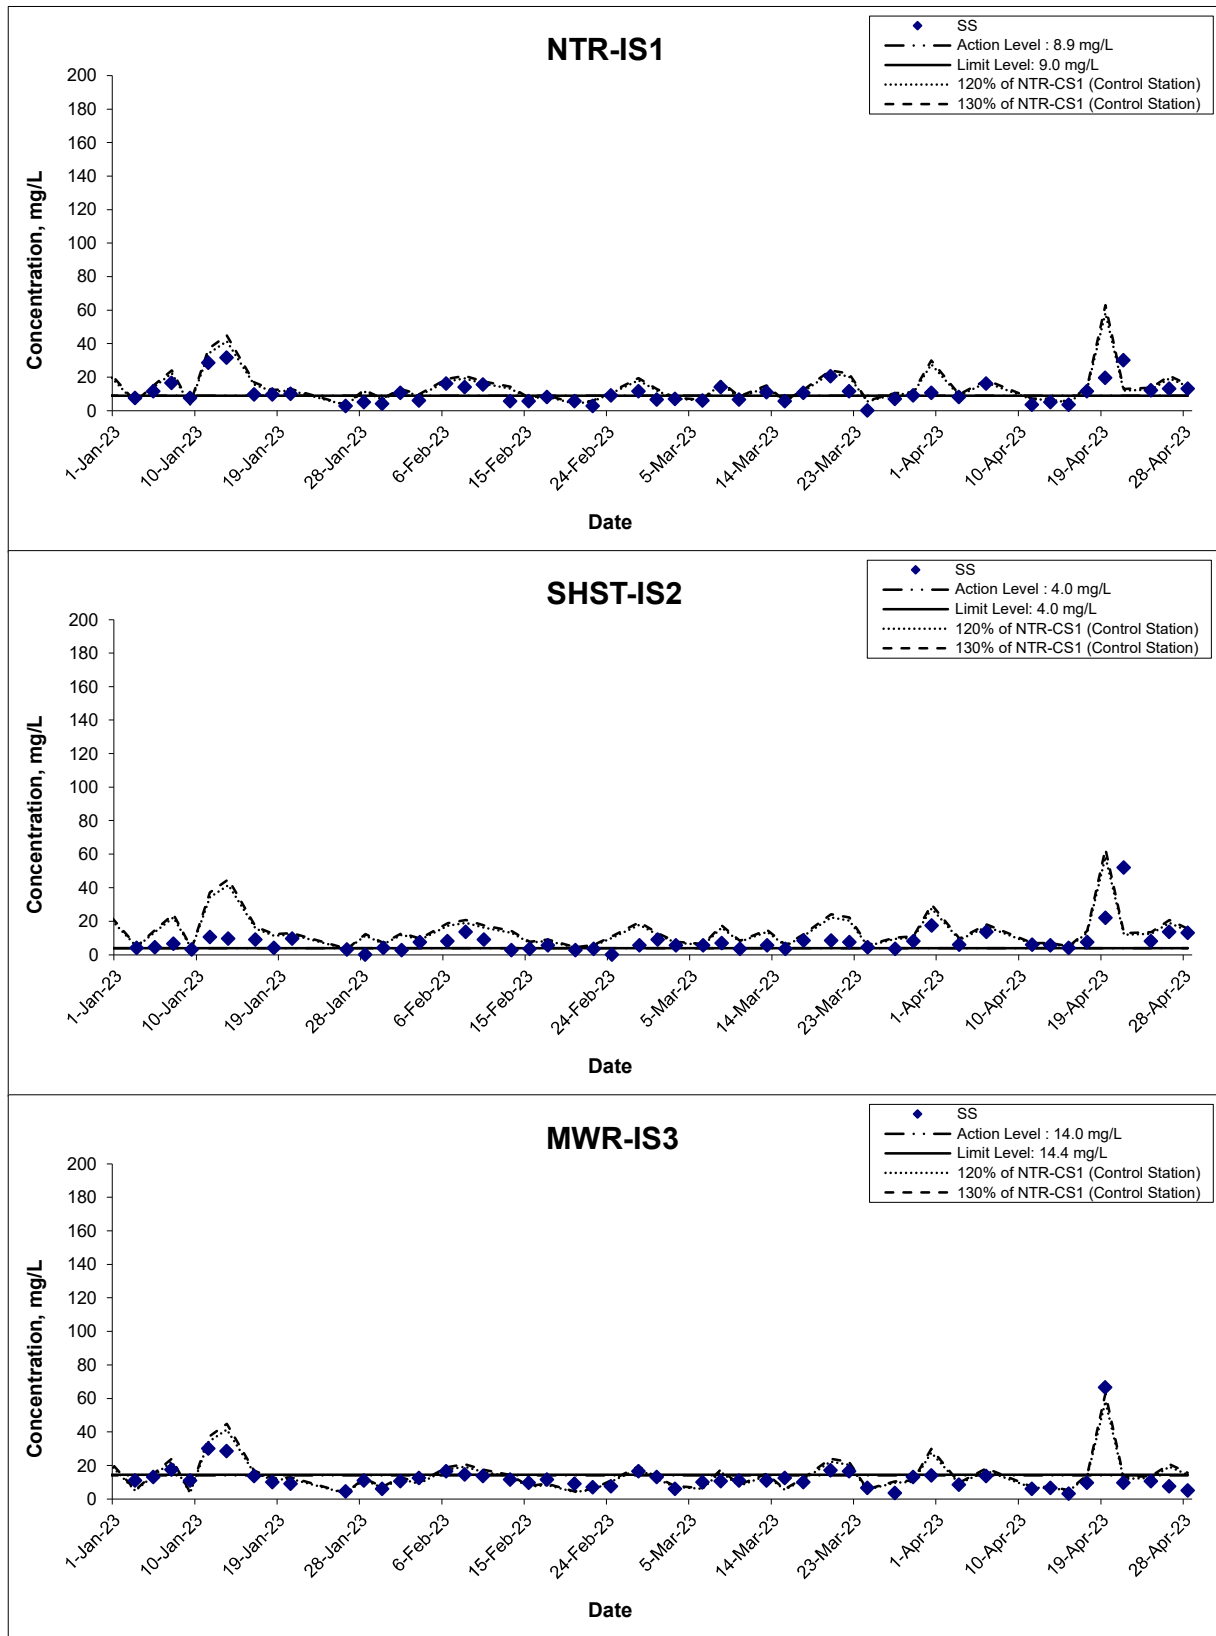 NTR-IS1
SS
Action Level : 8.9 mg/L
Limit Level: 9.0 mg/L
120% of NTR-CS1 (Control Station)
130% of NTR-CS1 (Control Station)
Concentration, mg/L
200
180
160
140
120
100
80
60
40
20
0
1-Jan-23
10-Jan-23
19-Jan-23
28-Jan-23
6-Feb-23
15-Feb-23
24-Feb-23
5-Mar-23
14-Mar-23
23-Mar-23
1-Apr-23
10-Apr-23
19-Apr-23
28-Apr-23
Date
SHST-IS2
SS
Action Level : 4.0 mg/L
Limit Level: 4.0 mg/L
120% of NTR-CS1 (Control Station)
130% of NTR-CS1 (Control Station)
Concentration, mg/L
200
180
160
140
120
100
80
60
40
20
0
1-Jan-23
10-Jan-23
19-Jan-23
28-Jan-23
6-Feb-23
15-Feb-23
24-Feb-23
5-Mar-23
14-Mar-23
23-Mar-23
1-Apr-23
10-Apr-23
19-Apr-23
28-Apr-23
Date
MWR-IS3
SS
Action Level : 14.0 mg/L
Limit Level: 14.4 mg/L
120% of NTR-CS1 (Control Station)
130% of NTR-CS1 (Control Station)
Concentration, mg/L
200
180
160
140
120
100
80
60
40
20
0
1-Jan-23
10-Jan-23
19-Jan-23
28-Jan-23
6-Feb-23
15-Feb-23
24-Feb-23
5-Mar-23
14-Mar-23
23-Mar-23
1-Apr-23
10-Apr-23
19-Apr-23
28-Apr-23
Date